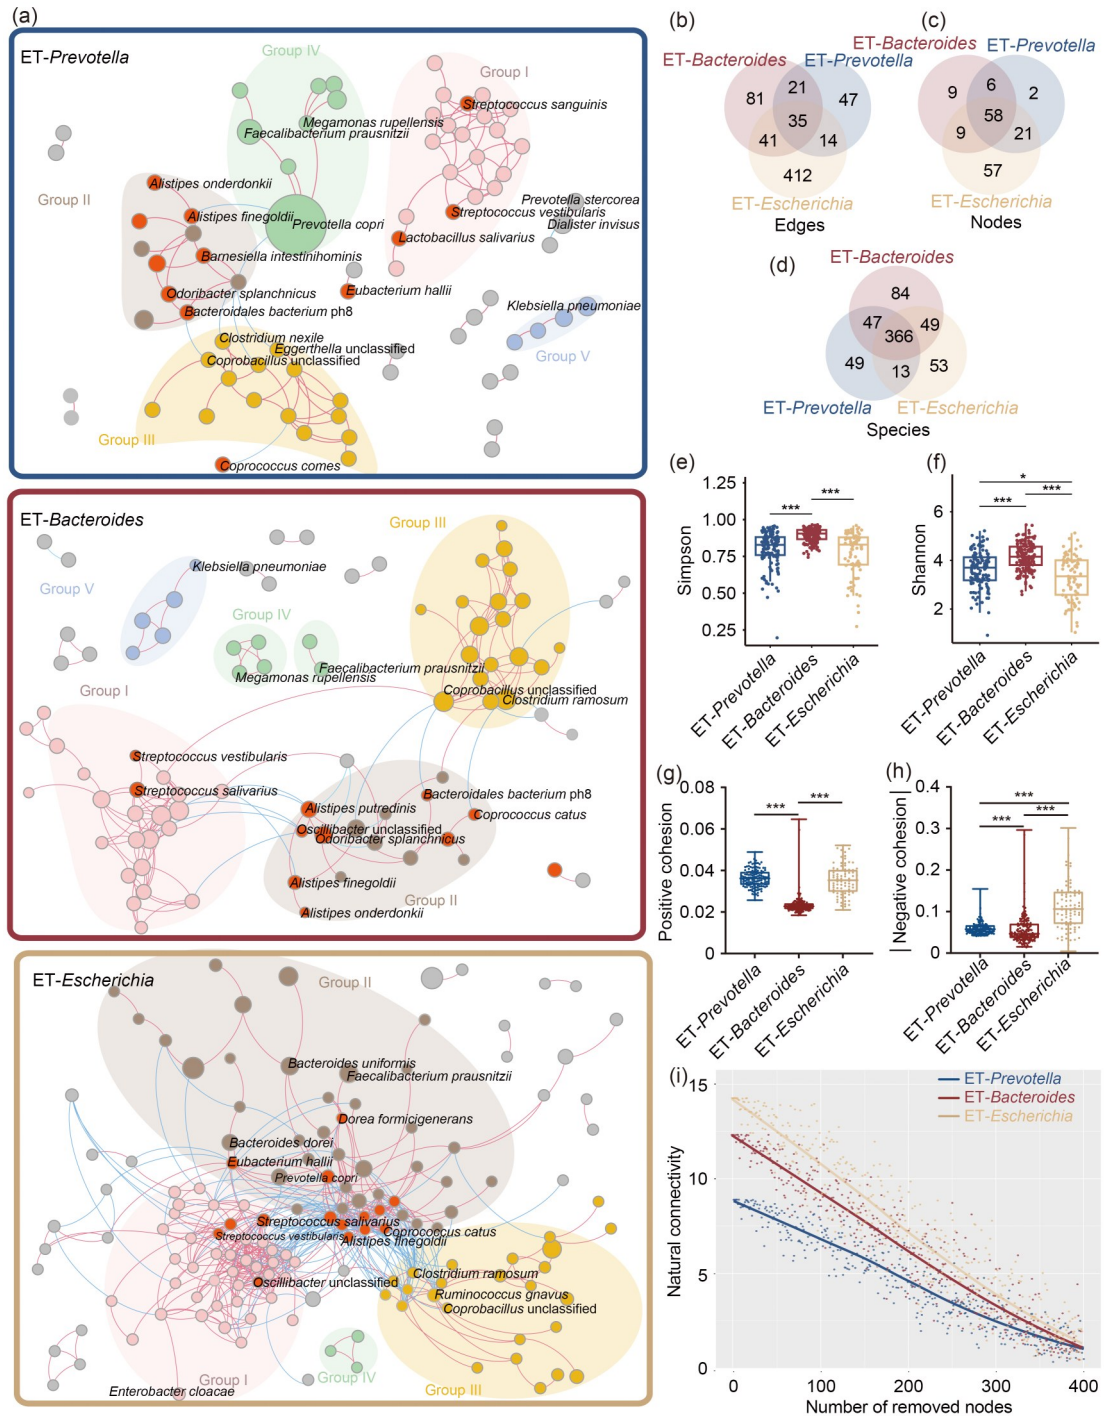 (a)
ET-Prevotella
Group IV
Group I
Streptococcus sanguinis
Megamonas rupellensis
Faecalibacterium prausnitzii
Group II
Alistipes onderdonkii
Alistipes finegoldii
Prevotella copri
Prevotella stercorea
Streptococcus vestibularis
Dialister invisus
Lactobacillus salivarius
Barnesiella intestinihominis
Odoribacter splanchnicus
Eubacterium hallii
Bacteroidales bacterium ph8
Klebsiella pneumoniae
Clostridium nexile
Eggerthella unclassified
Coprobacillus unclassified
Group V
Group III
Coprococcus comes
ET-Bacteroides
Group III
Klebsiella pneumoniae
Group V
Group IV
Faecalibacterium prausnitzii
Megamonas rupellensis
Group I
Coprobacillus unclassified
Clostridium ramosum
Streptococcus vestibularis
Streptococcus salivarius
Bacteroidales bacterium ph8
Alistipes putredinis
Coprococcus catus
Oscillibacter unclassified
Odoribacter splanchnicus
Alistipes finegoldii
Group II
Alistipes onderdonkii
ET-Escherichia
Group II
Bacteroides uniformis
Faecalibacterium prausnitzii
Dorea formicigenerans
Bacteroides dorei
Eubacterium hallii
Prevotella copri
Streptococcus salivarius
Streptococcus vestibularis
Coprococcus catus
Alistipes finegoldii
Oscillibacter unclassified
Clostridium ramosum
Ruminococcus gnavus
Coprobacillus unclassified
Group I
Group IV
Group III
Enterobacter cloacae
(b)
ET-Bacteroides
ET-Prevotella
81
21
47
35
41
14
412
ET-Escherichia
Edges
(c)
ET-Bacteroides
ET-Prevotella
9
6
2
58
9
21
57
ET-Escherichia
Nodes
(d)
ET-Bacteroides
84
47
49
366
49
13
53
ET-Prevotella
ET-Escherichia
Species
(e)
1.25
1.00
0.75
0.50
0.25
Simpson
***
***
ET-Prevotella
ET-Bacteroides
ET-Escherichia
(f)
6
4
2
Shannon
*
***
***
ET-Prevotella
ET-Bacteroides
ET-Escherichia
(g)
0.08
0.06
0.04
0.02
0
Positive cohesion
***
***
ET-Prevotella
ET-Bacteroides
ET-Escherichia
(h)
0.4
0.3
0.2
0.1
0
| Negative cohesion |
***
***
***
ET-Prevotella
ET-Bacteroides
ET-Escherichia
(i)
15
10
5
0
Natural connectivity
ET-Prevotella
ET-Bacteroides
ET-Escherichia
0
100
200
300
400
Number of removed nodes